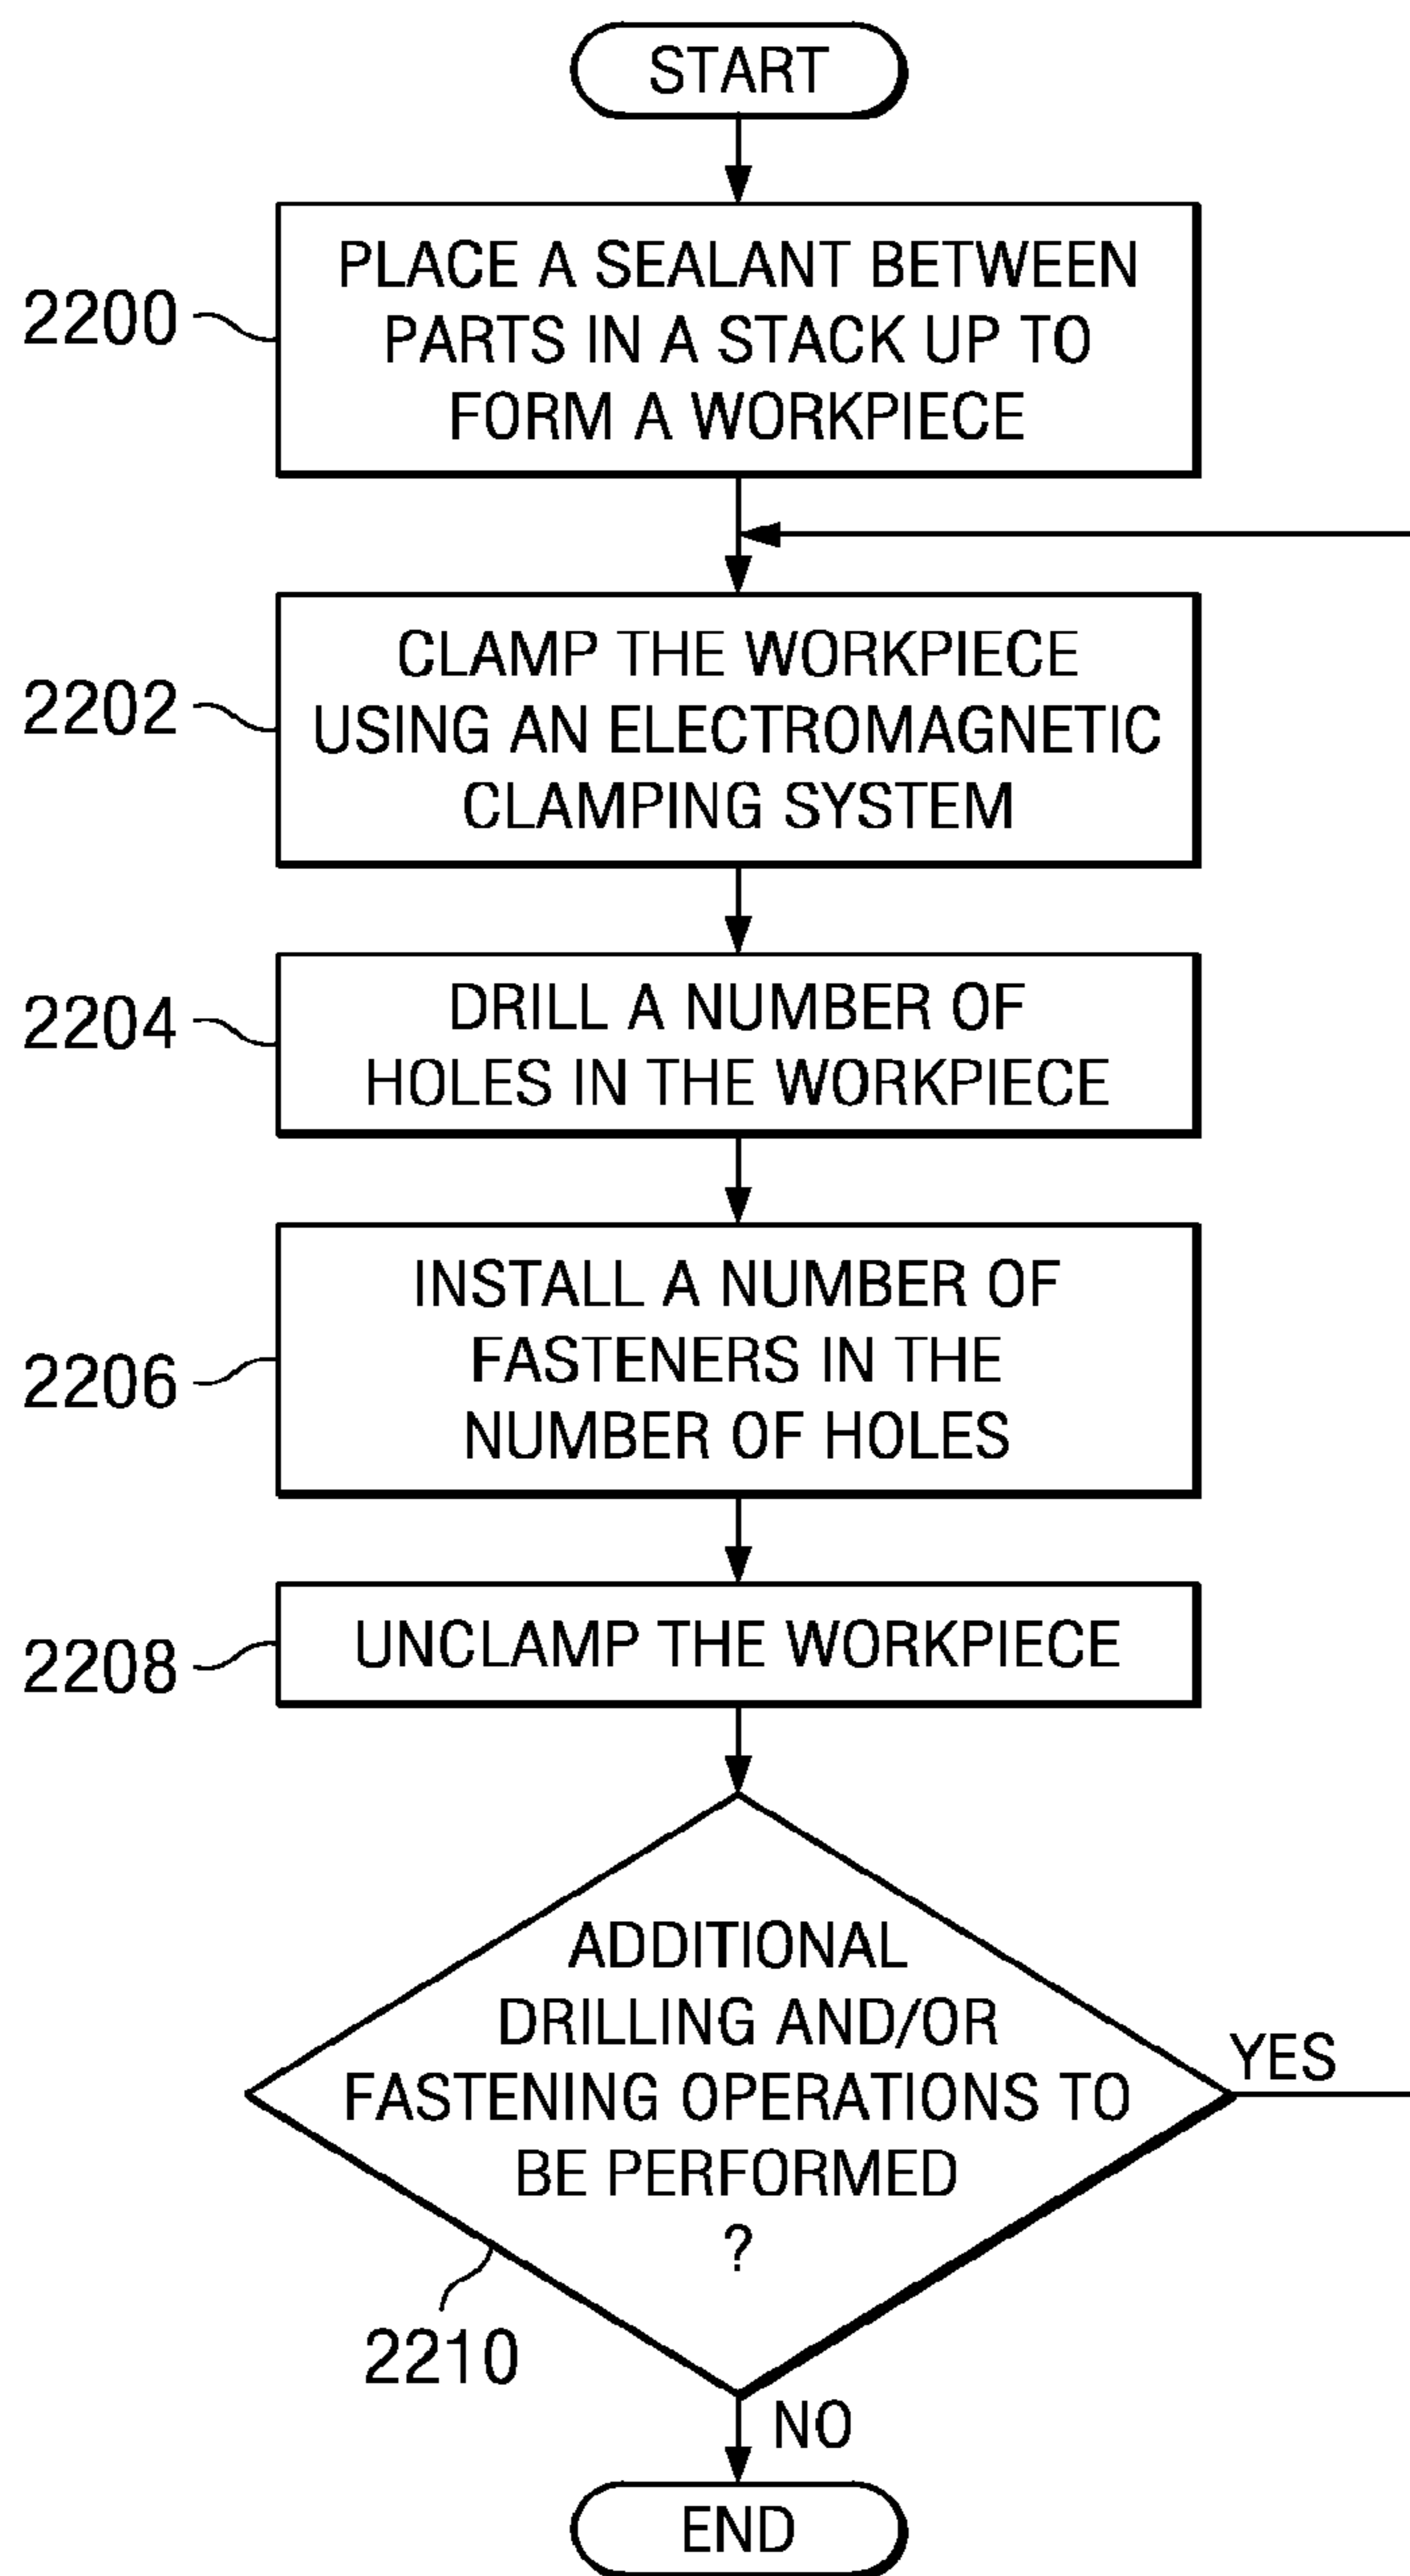 START
2200
PLACE A SEALANT BETWEEN
PARTS IN A STACK UP TO
FORM A WORKPIECE
2202
CLAMP THE WORKPIECE
USING AN ELECTROMAGNETIC
CLAMPING SYSTEM
2204
DRILL A NUMBER OF
HOLES IN THE WORKPIECE
2206
INSTALL A NUMBER OF
FASTENERS IN THE
NUMBER OF HOLES
2208
UNCLAMP THE WORKPIECE
ADDITIONAL
DRILLING AND/OR
FASTENING OPERATIONS TO
BE PERFORMED
?
YES
2210
NO
END